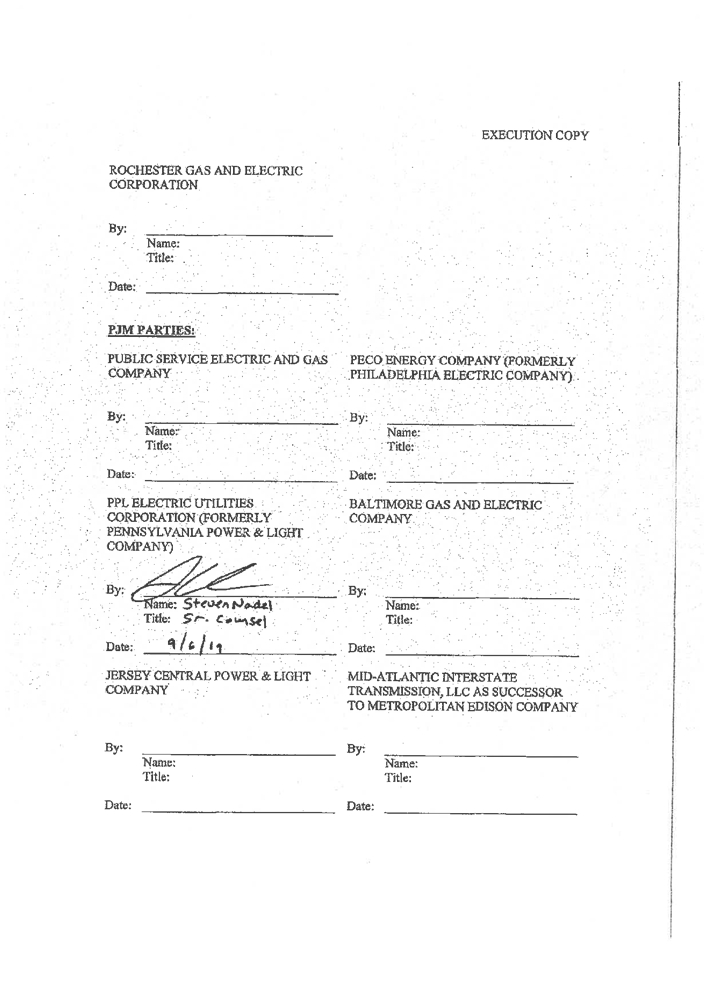 EXECUTION COPY
ROCHESTER GAS AND ELECTRIC
CORPORATION
By:
Name:
Title:
Date:
PJM PARTIES:
PUBLIC SERVICE ELECTRIC AND GAS
COMPANY
By:
Name:
Title:
Date:
PECO ENERGY COMPANY (FORMERLY
PHILADELPHIA ELECTRIC COMPANY)
By:
Name:
Title:
Date:
PPL ELECTRIC UTILITIES
CORPORATION (FORMERLY
PENNSYLVANIA POWER & LIGHT
COMPANY)
By:
Name: Steven Nadel
Title: Sr. Counsel
Date: 9/6/19
BALTIMORE GAS AND ELECTRIC
COMPANY
By:
Name:
Title:
Date:
JERSEY CENTRAL POWER & LIGHT
COMPANY
By:
Name:
Title:
Date:
MID-ATLANTIC INTERSTATE
TRANSMISSION, LLC AS SUCCESSOR
TO METROPOLITAN EDISON COMPANY
By:
Name:
Title:
Date: